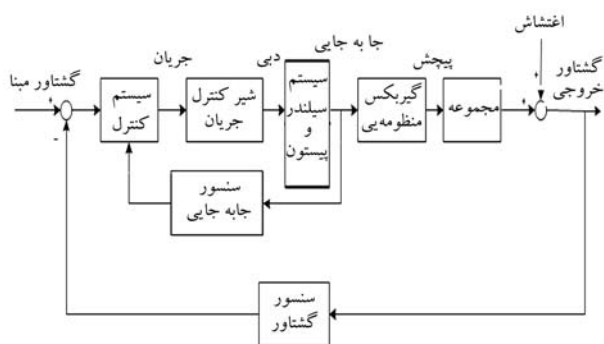 اغتشاش
جا به جایی
گشتاور
خروجی
پیچش
دبی
جریان
گشتاور مبنا
سیستم
کنترل
شیر کنترل
جریان
سیستم
سیلندر
و
پیستون
گیربکس
منظومه‌یی
مجموعه
سنسور
جابه جایی
سنسور
گشتاور